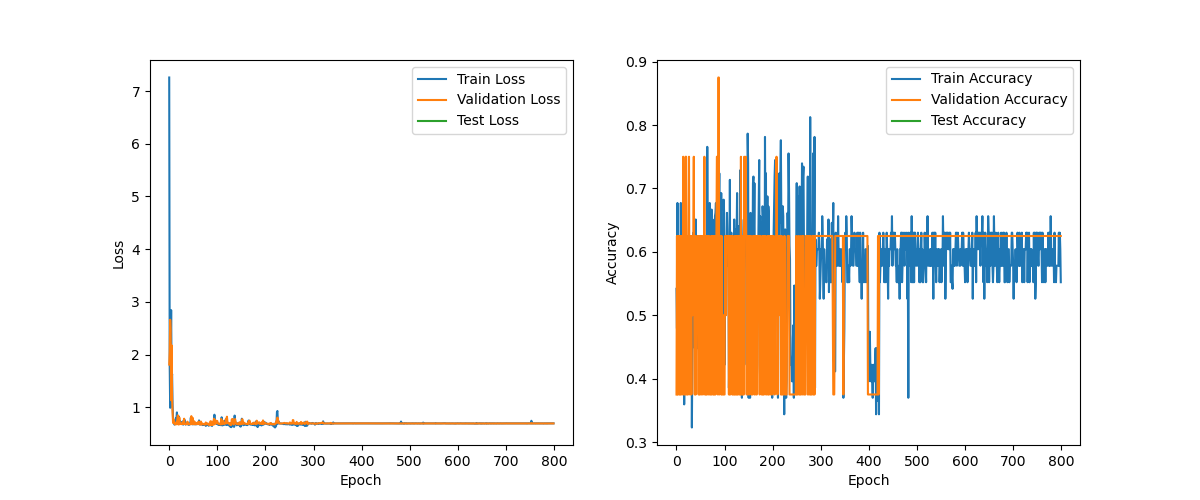 Train Loss
Validation Loss
Test Loss
7
6
5
4
3
2
1
Loss
0 100 200 300 400 500 600 700 800
Epoch
Train Accuracy
Validation Accuracy
Test Accuracy
0.9
0.8
0.7
0.6
0.5
0.4
0.3
Accuracy
0 100 200 300 400 500 600 700 800
Epoch